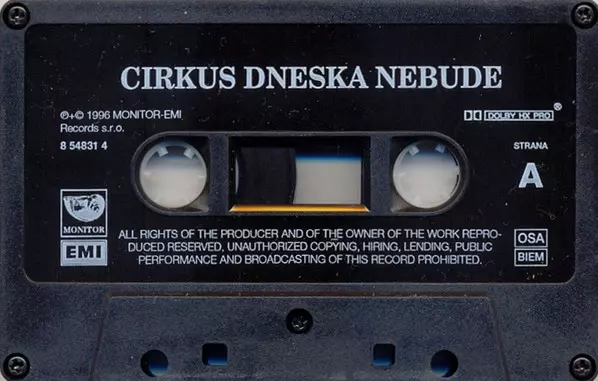 CIRKUS DNESKA NEBUDE
℗+© 1996 MONITOR-EMI
Records s.r.o.
8 54831 4
DOLBY HX PRO®
STRANA
A
MONITOR
EMI
ALL RIGHTS OF THE PRODUCER AND OF THE OWNER OF THE WORK REPRO-
DUCED RESERVED, UNAUTHORIZED COPYING, HIRING, LENDING, PUBLIC
PERFORMANCE AND BROADCASTING OF THIS RECORD PROHIBITED.
OSA
BIEM